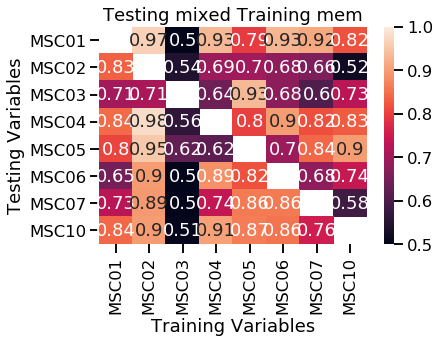 Testing mixed Training mem
MSC01 0.97 0.5 0.93 0.79 0.93 0.92 0.82
MSC02 0.83 0.54 0.69 0.7 0.68 0.66 0.52
MSC03 0.71 0.71 0.64 0.93 0.68 0.6 0.73
MSC04 0.84 0.98 0.56 0.8 0.9 0.82 0.83
MSC05 0.8 0.95 0.62 0.62 0.7 0.84 0.9
MSC06 0.65 0.9 0.5 0.89 0.82 0.68 0.74
MSC07 0.73 0.89 0.5 0.74 0.86 0.86 0.58
MSC10 0.84 0.9 0.51 0.91 0.87 0.86 0.76
MSC01 MSC02 MSC03 MSC04 MSC05 MSC06 MSC07 MSC10
Training Variables
Testing Variables
1.0
0.9
0.8
0.7
0.6
0.5